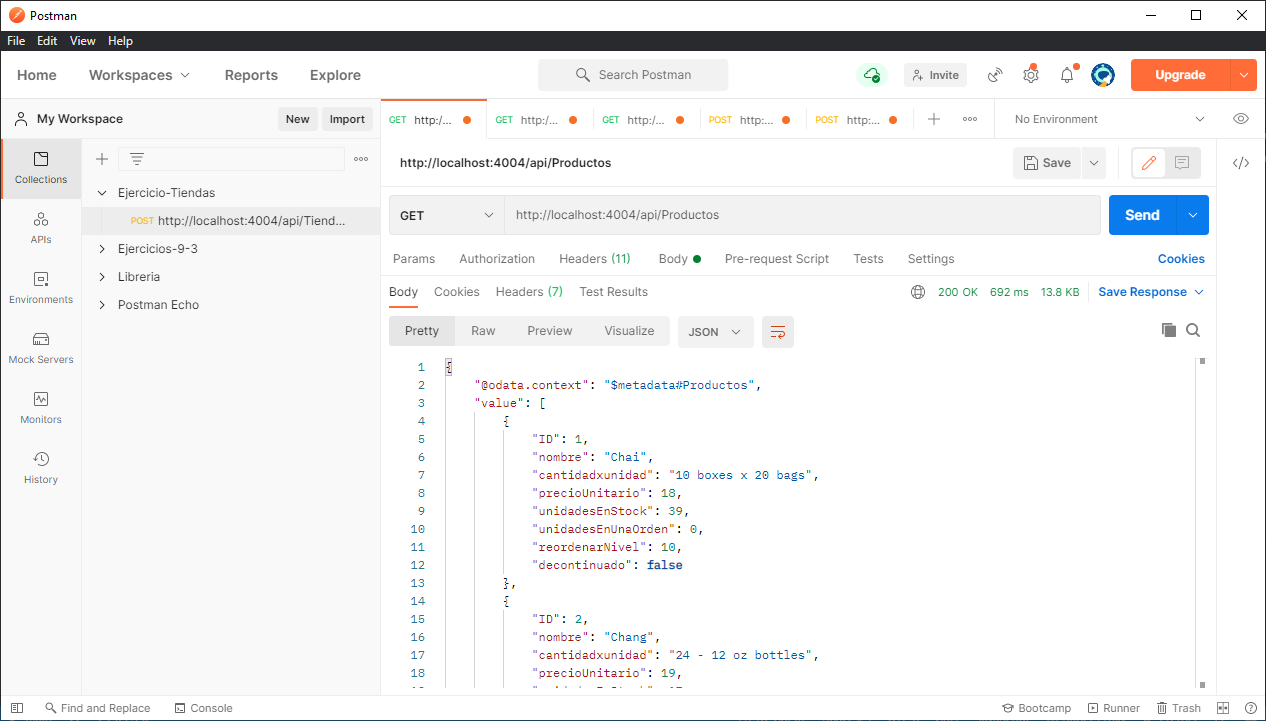 Postman
File Edit View Help
Home Workspaces Reports Explore Search Postman Invite Upgrade
My Workspace New Import GET http:/... GET http:/... GET http:/... POST http:... POST http:... No Environment
Collections
APIs
Environments
Mock Servers
Monitors
History
Ejercicio-Tiendas
POST http://localhost:4004/api/Tiend...
Ejercicios-9-3
Libreria
Postman Echo
http://localhost:4004/api/Productos Save
GET http://localhost:4004/api/Productos Send
Params Authorization Headers (11) Body Pre-request Script Tests Settings Cookies
Body Cookies Headers (7) Test Results 200 OK 692 ms 13.8 KB Save Response
Pretty Raw Preview Visualize JSON
1 {
2 "@odata.context": "$metadata#Productos",
3 "value": [
4 {
5 "ID": 1,
6 "nombre": "Chai",
7 "cantidadxunidad": "10 boxes x 20 bags",
8 "precioUnitario": 18,
9 "unidadesEnStock": 39,
10 "unidadesEnUnaOrden": 0,
11 "reordenarNivel": 10,
12 "decontinuado": false
13 },
14 {
15 "ID": 2,
16 "nombre": "Chang",
17 "cantidadxunidad": "24 - 12 oz bottles",
18 "precioUnitario": 19,
Find and Replace Console Bootcamp Runner Trash